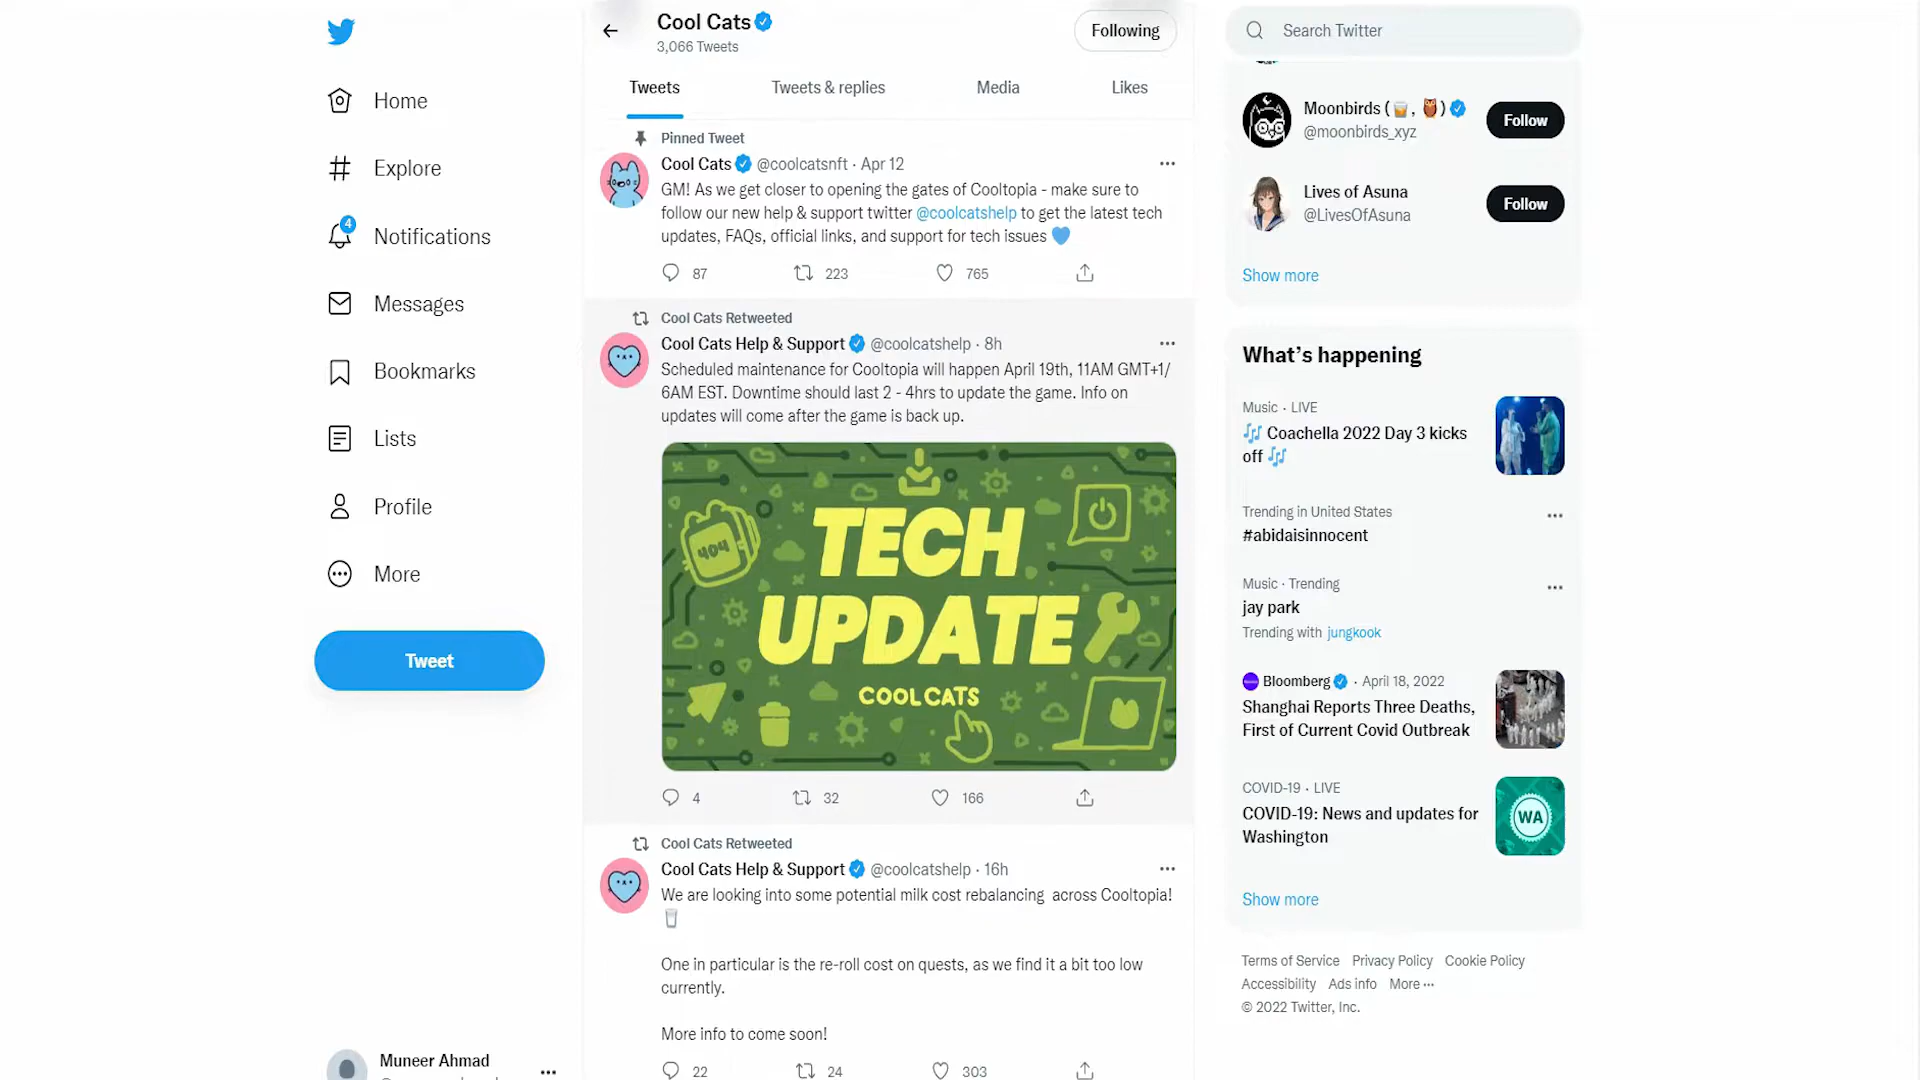 Home
Explore
4
Notifications
Messages
Bookmarks
Lists
Profile
More
Tweet
Muneer Ahmad
Cool Cats
3,066 Tweets
Following
Tweets
Tweets & replies
Media
Likes
Pinned Tweet
Cool Cats @coolcatsnft · Apr 12
GM! As we get closer to opening the gates of Cooltopia - make sure to
follow our new help & support twitter @coolcatshelp to get the latest tech
updates, FAQs, official links, and support for tech issues 💙
87
223
765
Cool Cats Retweeted
Cool Cats Help & Support @coolcatshelp · 8h
Scheduled maintenance for Cooltopia will happen April 19th, 11AM GMT+1/
6AM EST. Downtime should last 2 - 4hrs to update the game. Info on
updates will come after the game is back up.
404
TECH
UPDATE
COOL CATS
4
32
166
Cool Cats Retweeted
Cool Cats Help & Support @coolcatshelp · 16h
We are looking into some potential milk cost rebalancing  across Cooltopia!
🥛
One in particular is the re-roll cost on quests, as we find it a bit too low
currently.
More info to come soon!
22
24
303
Search Twitter
Moonbirds (🥃, 🦉)
@moonbirds_xyz
Follow
Lives of Asuna
@LivesOfAsuna
Follow
Show more
What's happening
Music · LIVE
🎶 Coachella 2022 Day 3 kicks
off 🎶
Trending in United States
#abidaisinnocent
Music · Trending
jay park
Trending with jungkook
Bloomberg · April 18, 2022
Shanghai Reports Three Deaths,
First of Current Covid Outbreak
COVID-19 · LIVE
COVID-19: News and updates for
Washington
WA
Show more
Terms of Service Privacy Policy Cookie Policy
Accessibility Ads info More ···
© 2022 Twitter, Inc.